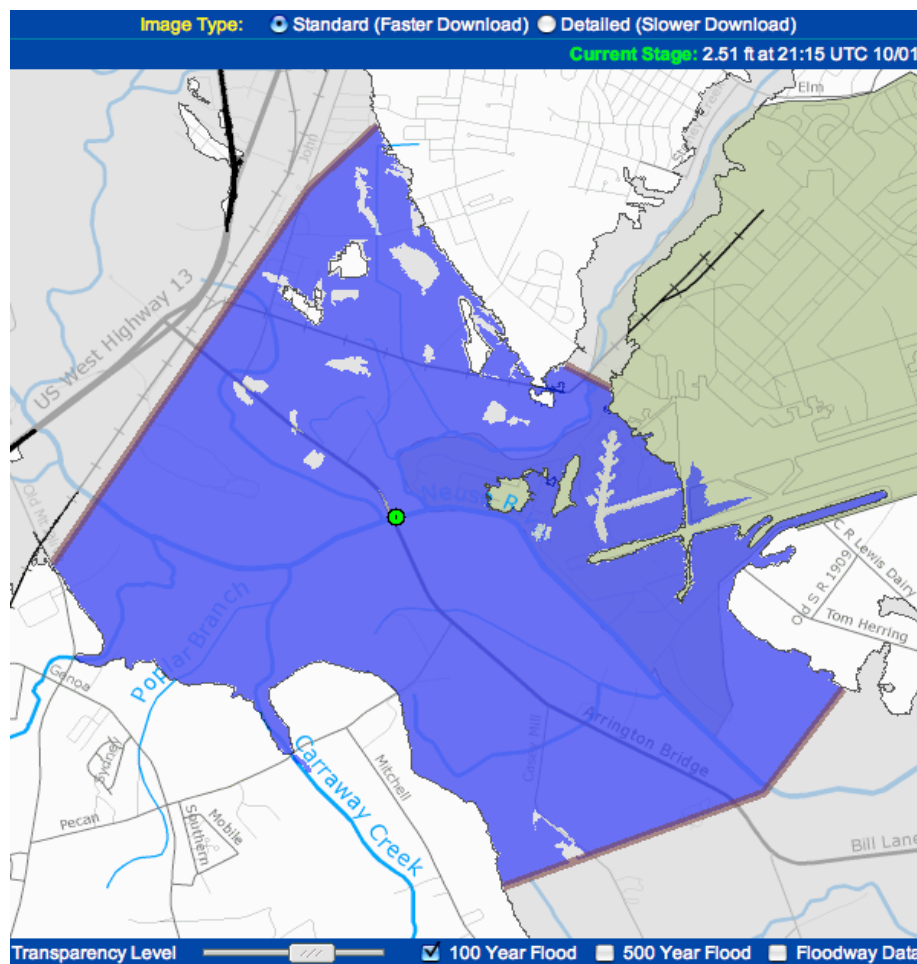 Image Type: Standard (Faster Download) Detailed (Slower Download)
Current Stage: 2.51 ft at 21:15 UTC 10/01
Elm
John
US West Highway 13
Neuse R
C R Lewis Dairy
Old S R 1909
Tom Herring
Poplar Branch
Genoa
Arrington Bridge
Casey Mill
Sydney
Carraway Creek
Mitchell
Pecan
Southern
Mobile
Bill Lane
Transparency Level 100 Year Flood 500 Year Flood Floodway Data